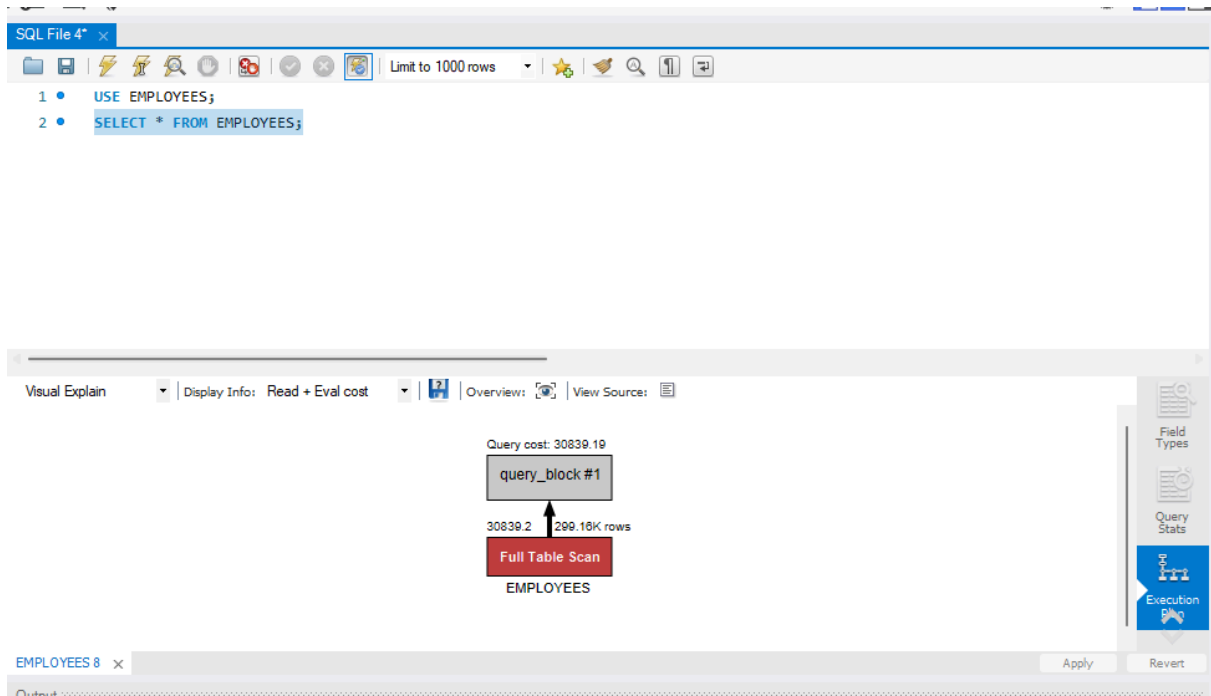 SQL File 4*
Limit to 1000 rows
1 USE EMPLOYEES;
2 SELECT * FROM EMPLOYEES;
Visual Explain Display Info: Read + Eval cost Overview: View Source:
Field
Types
Query cost: 30839.19
query_block #1
Query
Stats
30839.2 299.16K rows
Full Table Scan
EMPLOYEES
Execution
EMPLOYEES 8
Apply Revert
Output